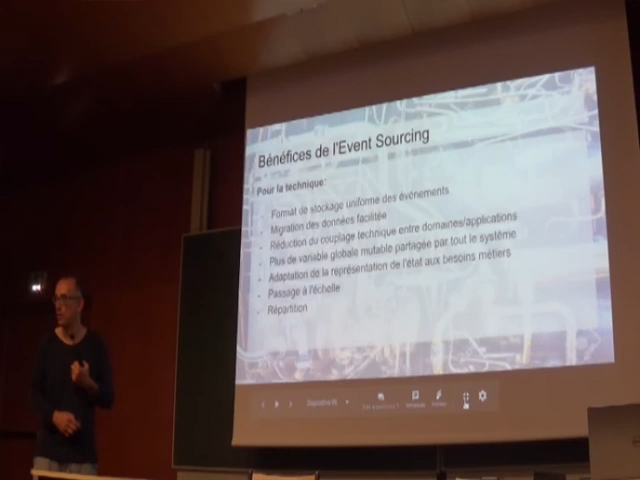 Bénéfices de l'Event Sourcing
Pour la technique:
- Format de stockage uniforme des événements
- Migration des données facilitée
- Réduction du couplage technique entre domaines/applications
- Plus de variable globale mutable partagée par tout le système
- Adaptation de la représentation de l'état aux besoins métiers
- Passage à l'échelle
- Répartition